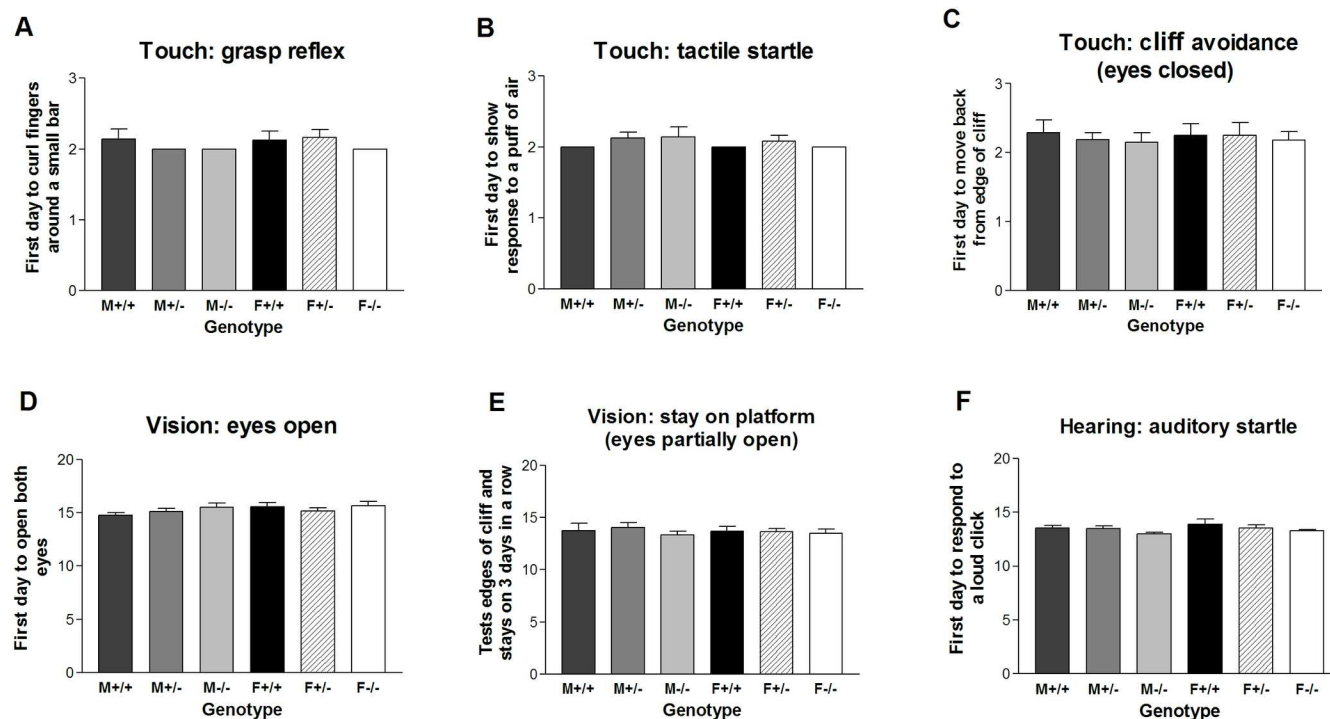 A
Touch: grasp reflex
First day to curl fingers
around a small bar
3
2
1
0
M+/+ M+/- M-/- F+/+ F+/- F-/-
Genotype
B
Touch: tactile startle
First day to show
response to a puff of air
3
2
1
0
M+/+ M+/- M-/- F+/+ F+/- F-/-
Genotype
C
Touch: cliff avoidance
(eyes closed)
First day to move back
from edge of cliff
3
2
1
0
M+/+ M+/- M-/- F+/+ F+/- F-/-
Genotype
D
Vision: eyes open
First day to open both
eyes
20
15
10
5
0
M+/+ M+/- M-/- F+/+ F+/- F-/-
Genotype
E
Vision: stay on platform
(eyes partially open)
Tests edges of cliff and
stays on 3 days in a row
20
15
10
5
0
M+/+ M+/- M-/- F+/+ F+/- F-/-
Genotype
F
Hearing: auditory startle
First day to respond to
a loud click
20
15
10
5
0
M+/+ M+/- M-/- F+/+ F+/- F-/-
Genotype